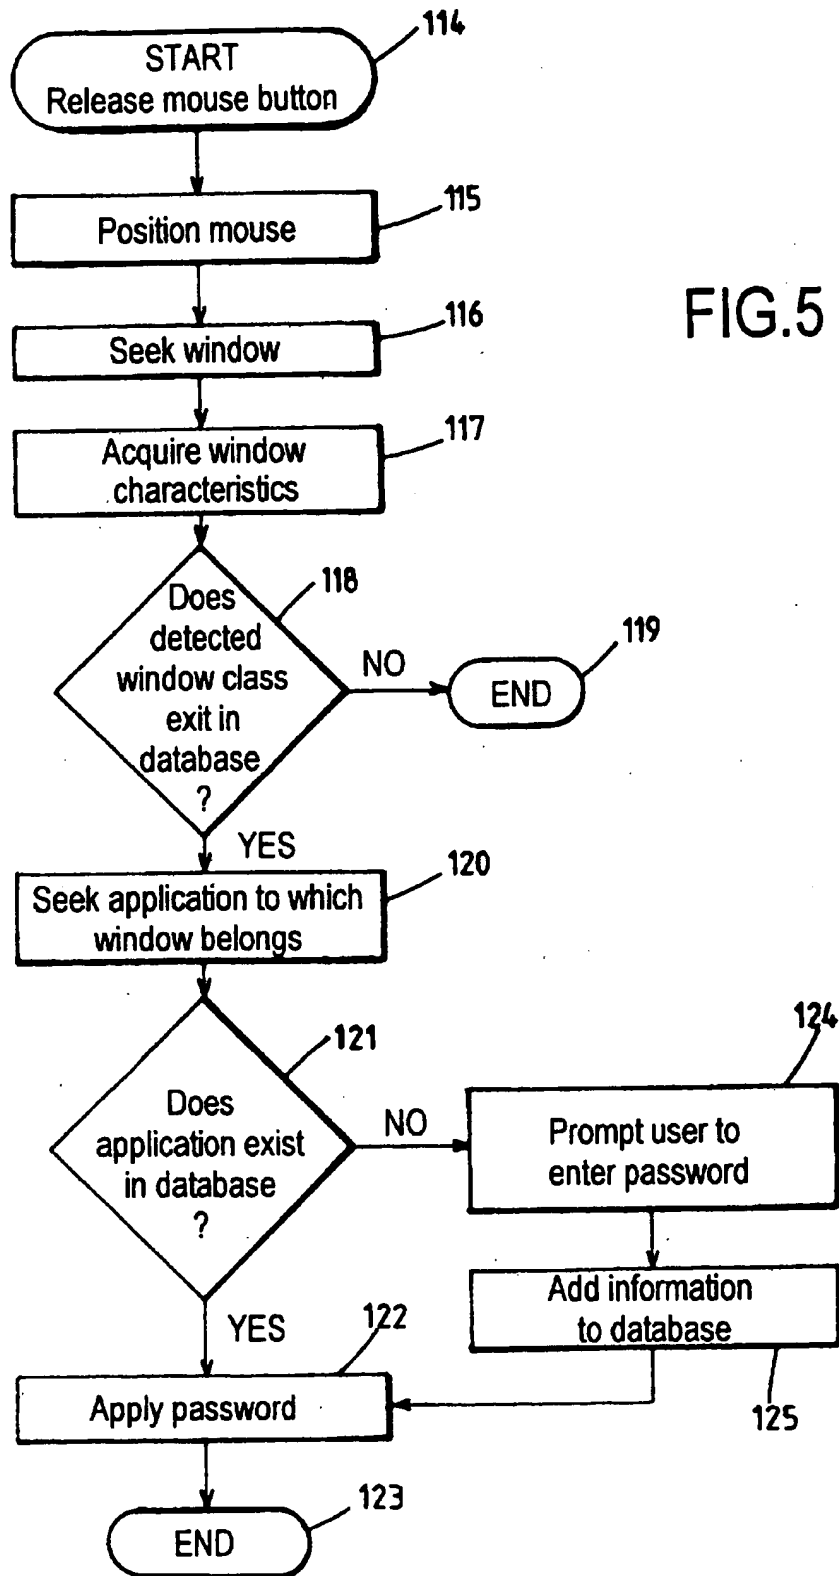 START
Release mouse button
114
Position mouse
115
FIG.5
Seek window
116
Acquire window
characteristics
117
Does
detected
window class
exit in
database
?
118
NO
END
119
YES
Seek application to which
window belongs
120
Does
application exist
in database
?
121
NO
Prompt user to
enter password
124
Add information
to database
125
YES
Apply password
122
END
123